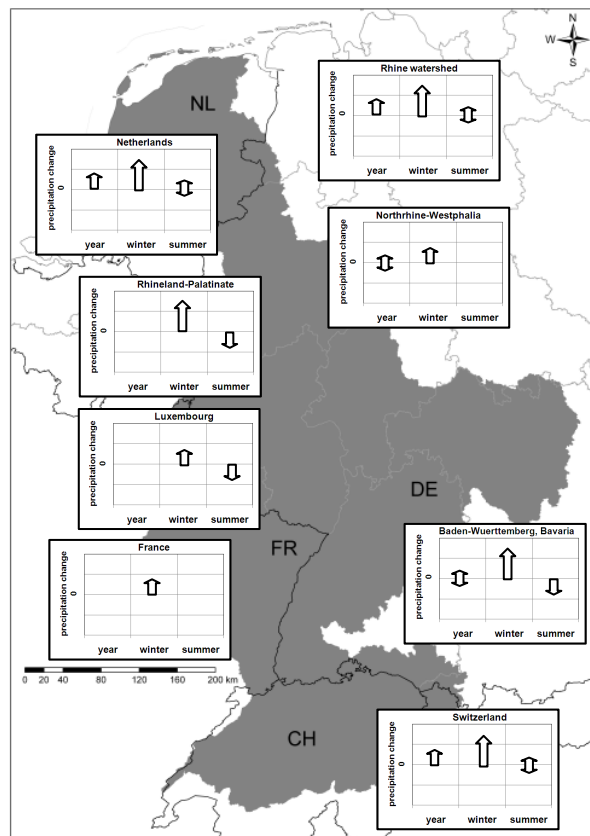 N
W E
S
NL
Rhine watershed
precipitation change
0
year winter summer
Netherlands
precipitation change
0
year winter summer
Northrhine-Westphalia
precipitation change
0
year winter summer
Rhineland-Palatinate
precipitation change
0
year winter summer
Luxembourg
precipitation change
0
year winter summer
DE
FR
France
precipitation change
0
year winter summer
Baden-Wuerttemberg, Bavaria
precipitation change
0
year winter summer
0 20 40 80 120 160 200
km
CH
Switzerland
precipitation change
0
year winter summer